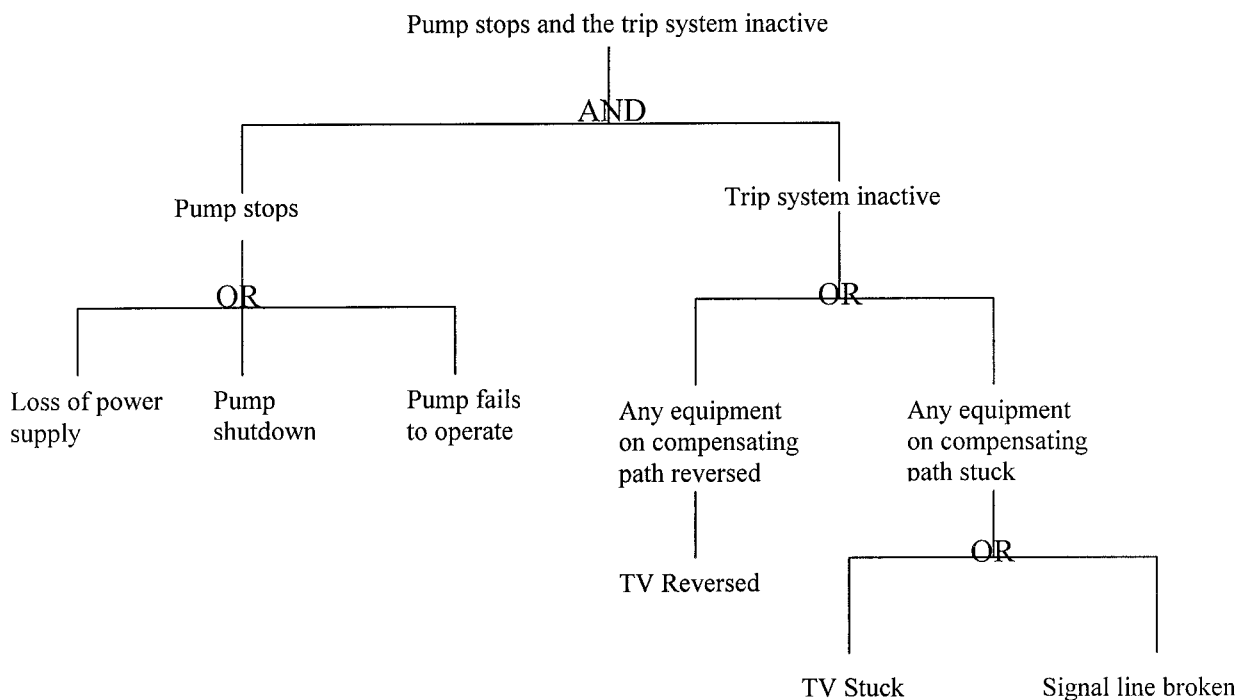 Pump stops and the trip system inactive
AND
Pump stops
Trip system inactive
OR
OR
Loss of power
supply
Pump
shutdown
Pump fails
to operate
Any equipment
on compensating
path reversed
Any equipment
on compensating
path stuck
OR
TV Reversed
TV Stuck
Signal line broken